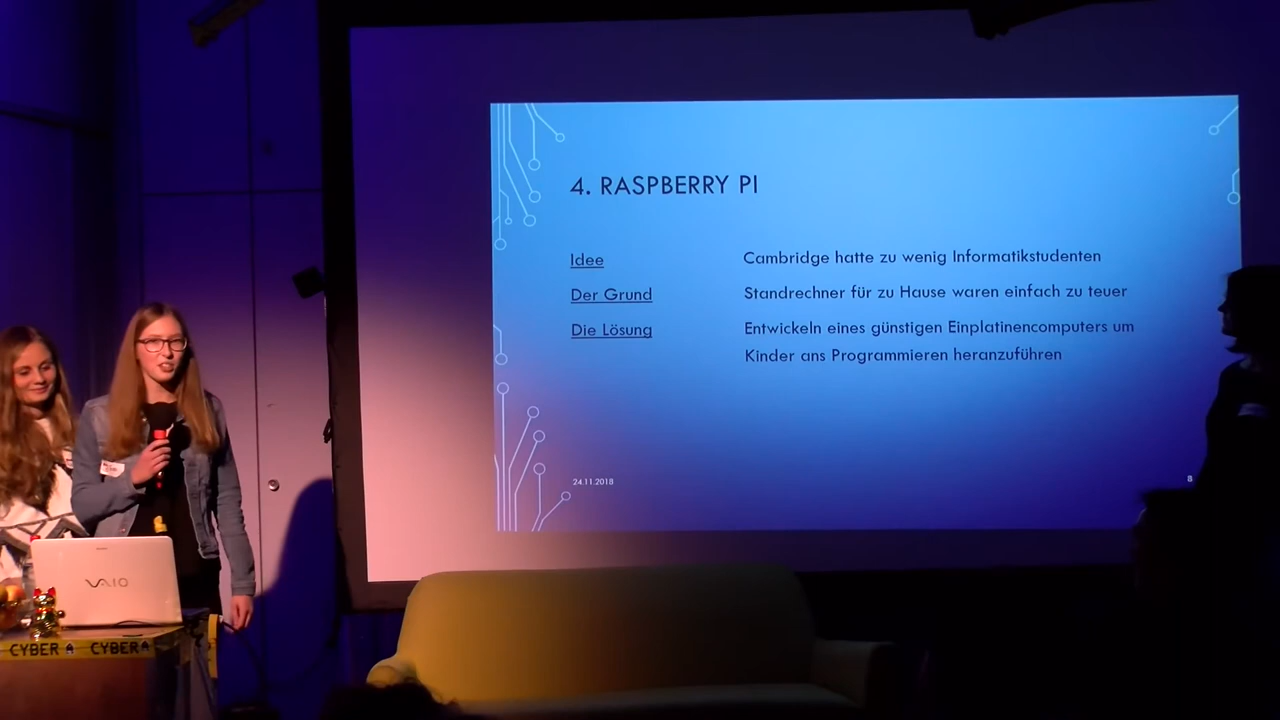 4. RASPBERRY PI
Idee Cambridge hatte zu wenig Informatikstudenten
Der Grund Standrechner für zu Hause waren einfach zu teuer
Die Lösung Entwickeln eines günstigen Einplatinencomputers um
Kinder ans Programmieren heranzuführen
24.11.2018 8
VAIO
CYBER CYBER